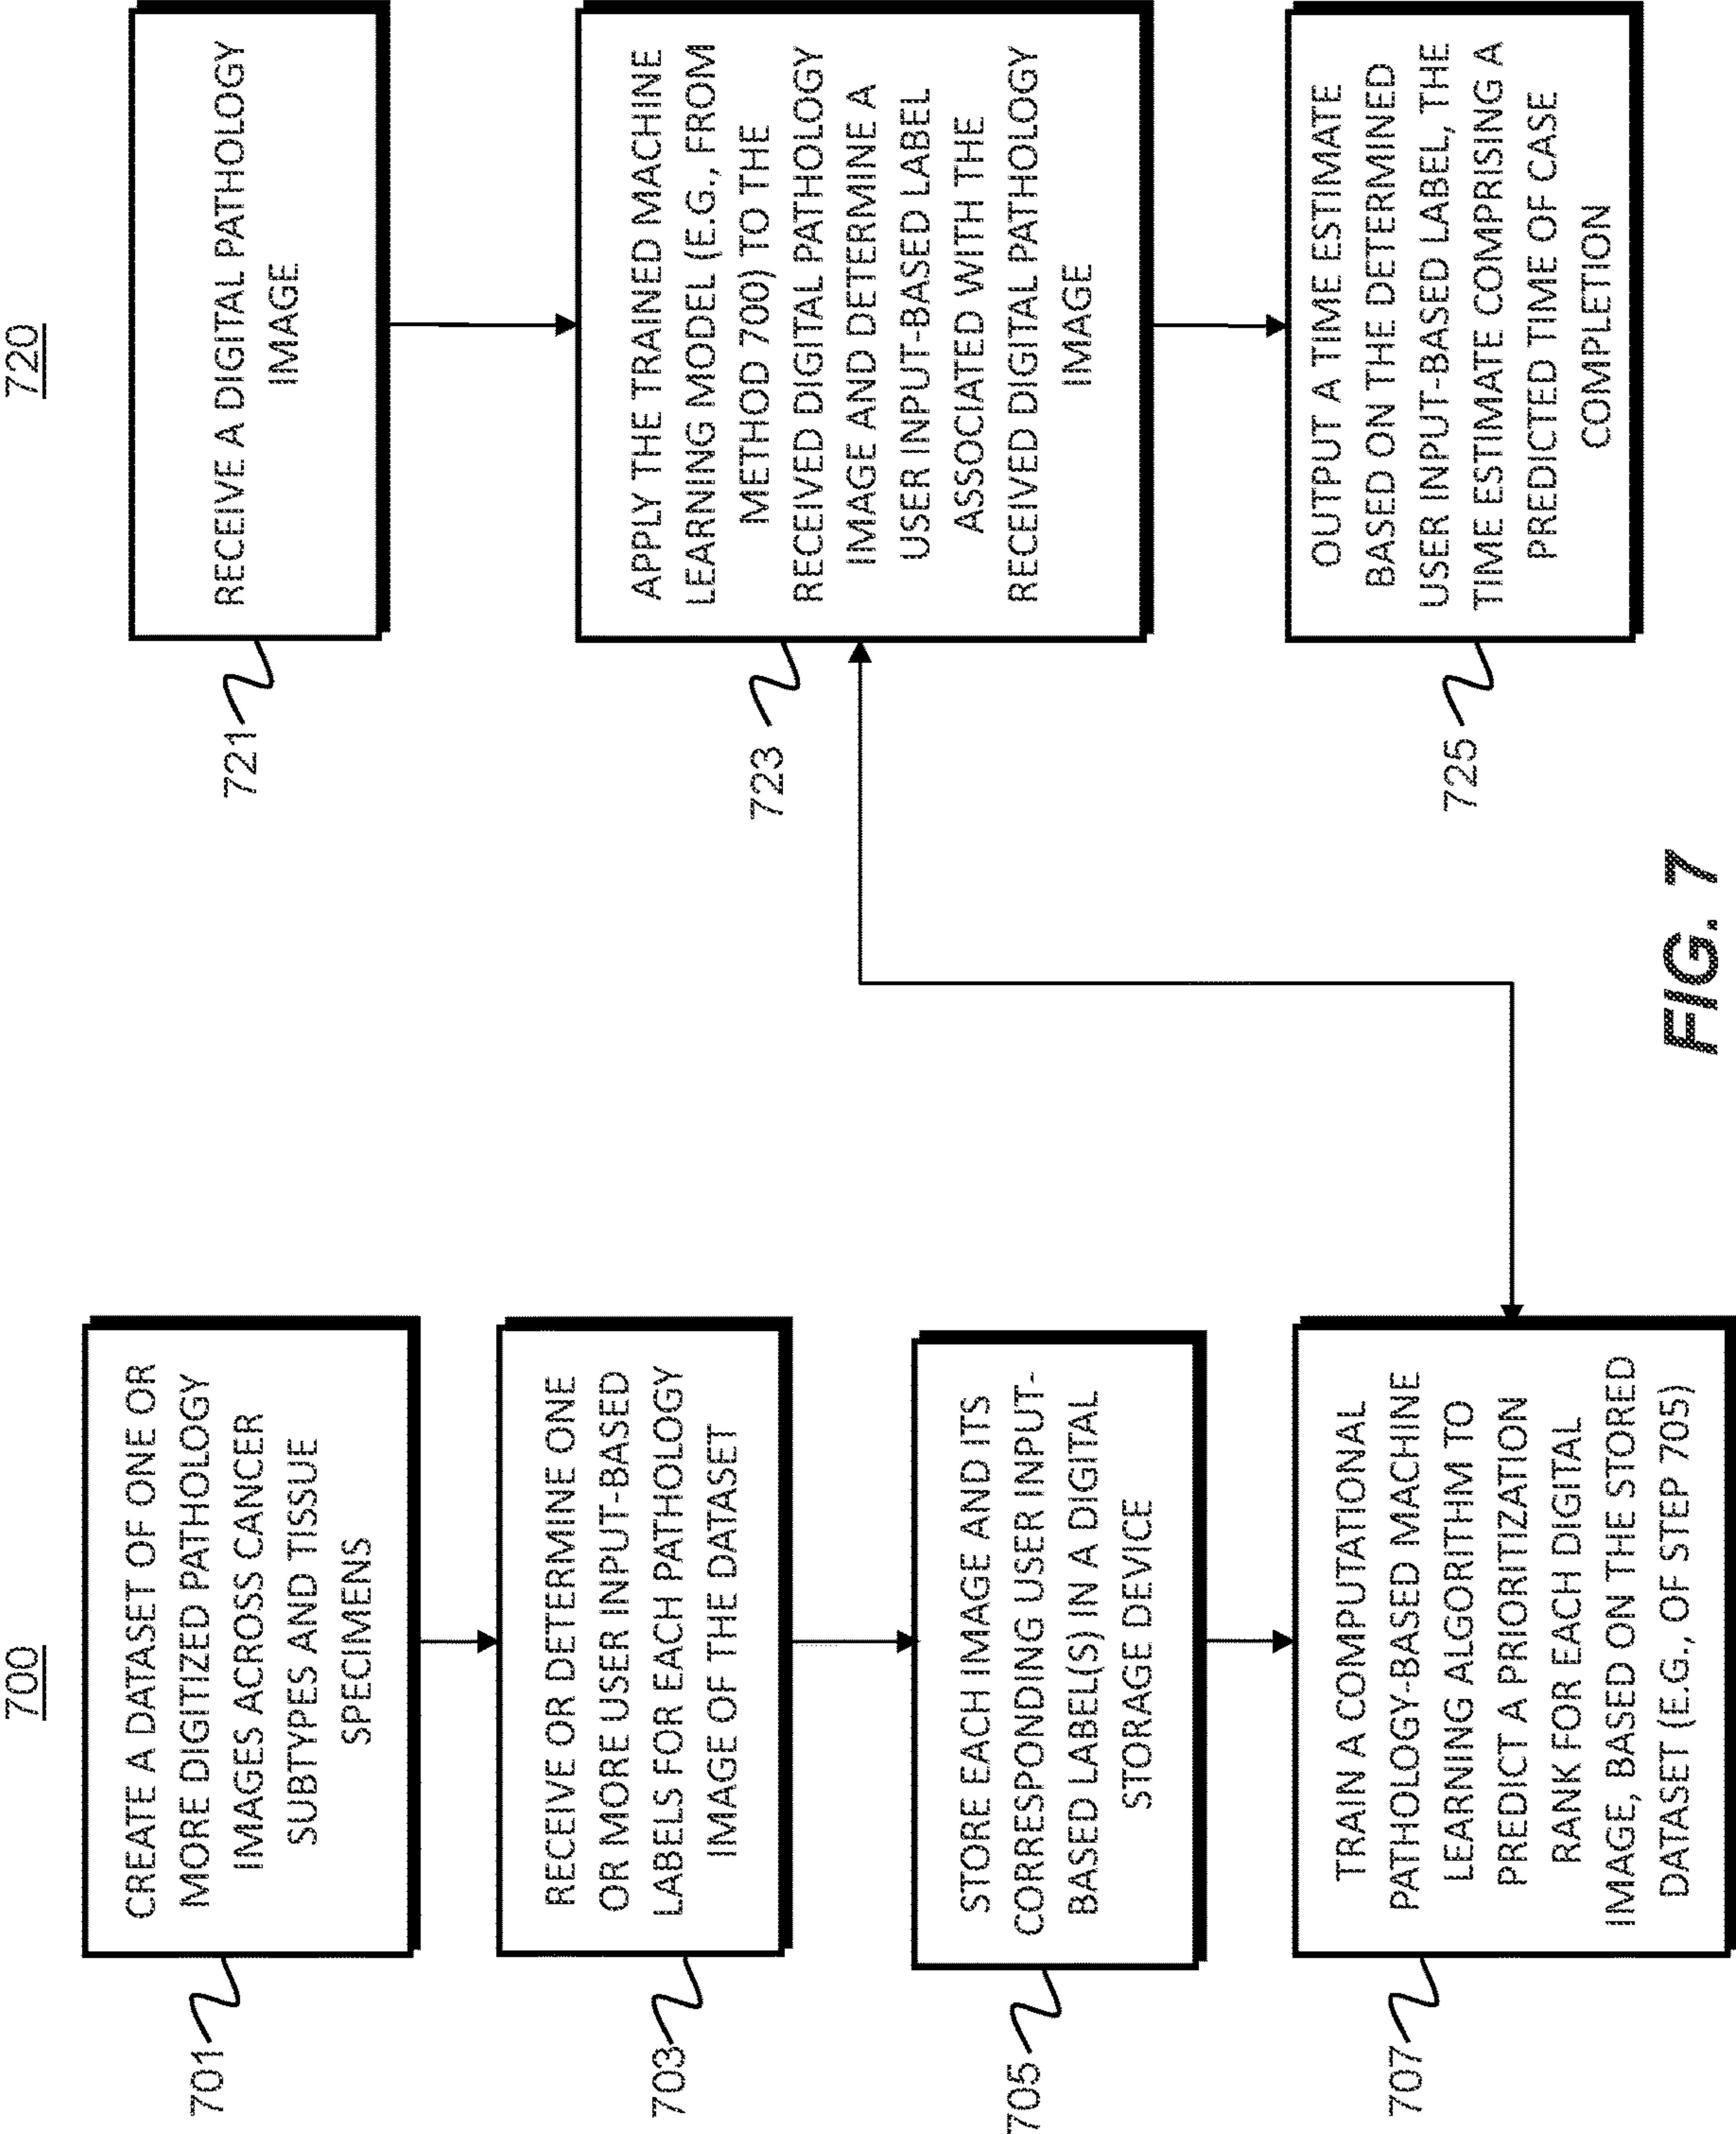 700
701
CREATE A DATASET OF ONE OR
MORE DIGITIZED PATHOLOGY
IMAGES ACROSS CANCER
SUBTYPES AND TISSUE
SPECIMENS
703
RECEIVE OR DETERMINE ONE
OR MORE USER INPUT-BASED
LABELS FOR EACH PATHOLOGY
IMAGE OF THE DATASET
705
STORE EACH IMAGE AND ITS
CORRESPONDING USER INPUT-
BASED LABEL(S) IN A DIGITAL
STORAGE DEVICE
707
TRAIN A COMPUTATIONAL
PATHOLOGY-BASED MACHINE
LEARNING ALGORITHM TO
PREDICT A PRIORITIZATION
RANK FOR EACH DIGITAL
IMAGE, BASED ON THE STORED
DATASET (E.G., OF STEP 705)
720
721
RECEIVE A DIGITAL PATHOLOGY
IMAGE
723
APPLY THE TRAINED MACHINE
LEARNING MODEL (E.G., FROM
METHOD 700) TO THE
RECEIVED DIGITAL PATHOLOGY
IMAGE AND DETERMINE A
USER INPUT-BASED LABEL
ASSOCIATED WITH THE
RECEIVED DIGITAL PATHOLOGY
IMAGE
725
OUTPUT A TIME ESTIMATE
BASED ON THE DETERMINED
USER INPUT-BASED LABEL, THE
TIME ESTIMATE COMPRISING A
PREDICTED TIME OF CASE
COMPLETION
FIG. 7